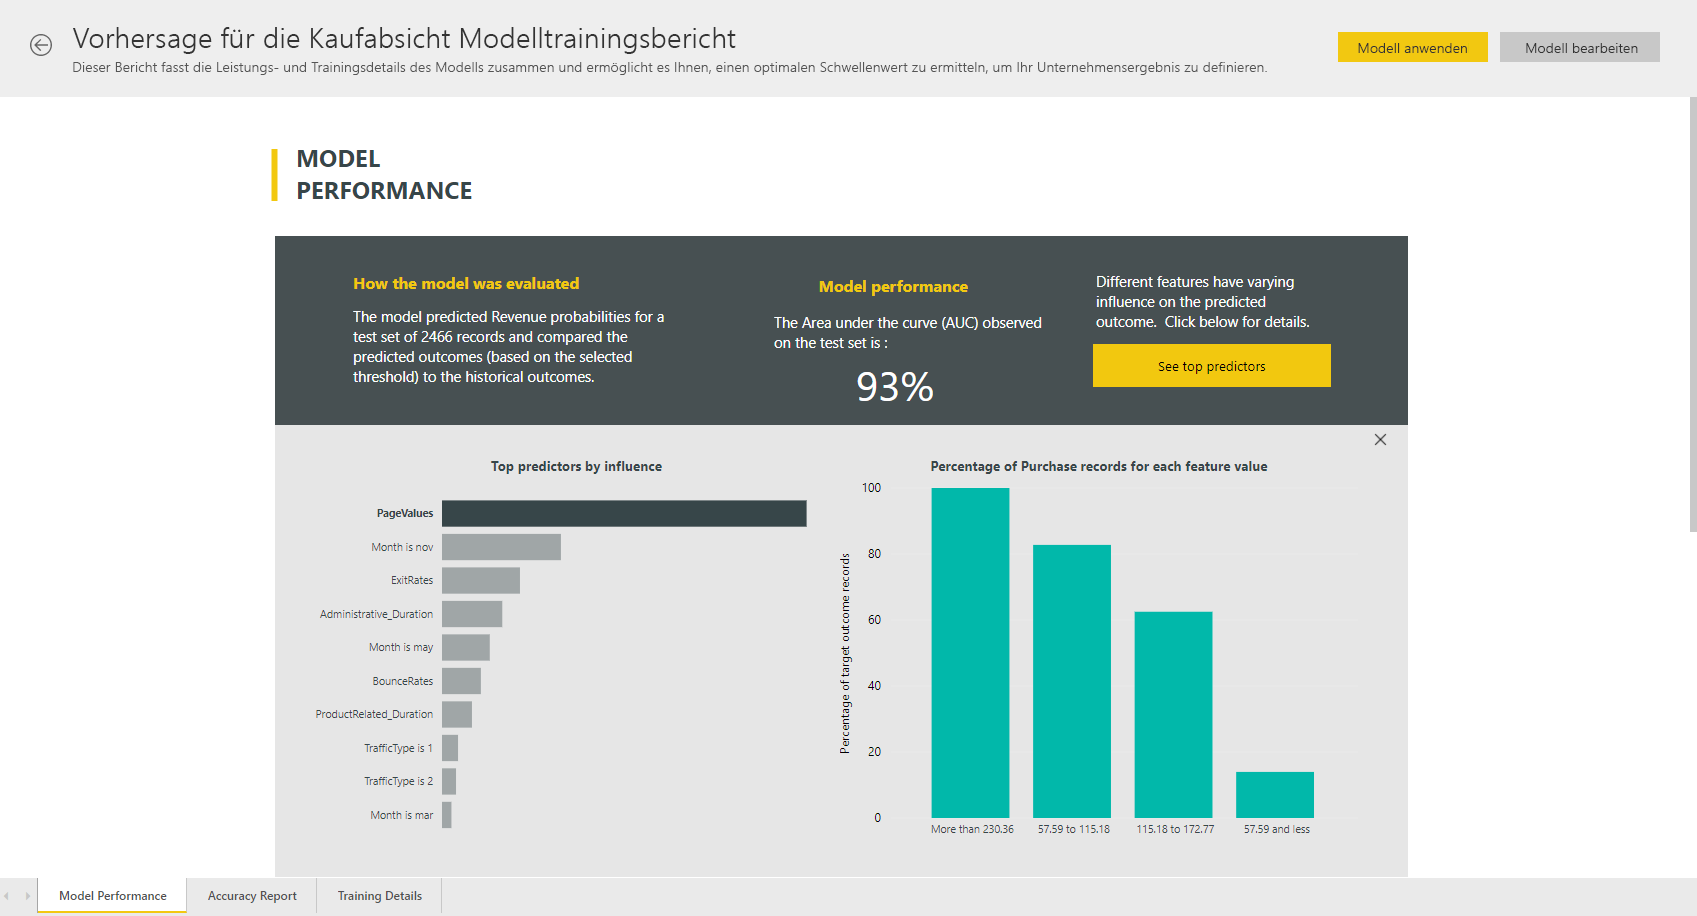 Vorhersage für die Kaufabsicht Modelltrainingsbericht
Dieser Bericht fasst die Leistungs- und Trainingsdetails des Modells zusammen und ermöglicht es Ihnen, einen optimalen Schwellenwert zu ermitteln, um Ihr Unternehmensergebnis zu definieren.
Modell anwenden
Modell bearbeiten
MODEL
PERFORMANCE
How the model was evaluated
The model predicted Revenue probabilities for a
test set of 2466 records and compared the
predicted outcomes (based on the selected
threshold) to the historical outcomes.
Model performance
The Area under the curve (AUC) observed
on the test set is :
93%
Different features have varying
influence on the predicted
outcome. Click below for details.
See top predictors
Top predictors by influence
PageValues
Month is nov
ExitRates
Administrative_Duration
Month is may
BounceRates
ProductRelated_Duration
TrafficType is 1
TrafficType is 2
Month is mar
Percentage of Purchase records for each feature value
Percentage of target outcome records
100
80
60
40
20
0
More than 230.36
57.59 to 115.18
115.18 to 172.77
57.59 and less
Model Performance
Accuracy Report
Training Details